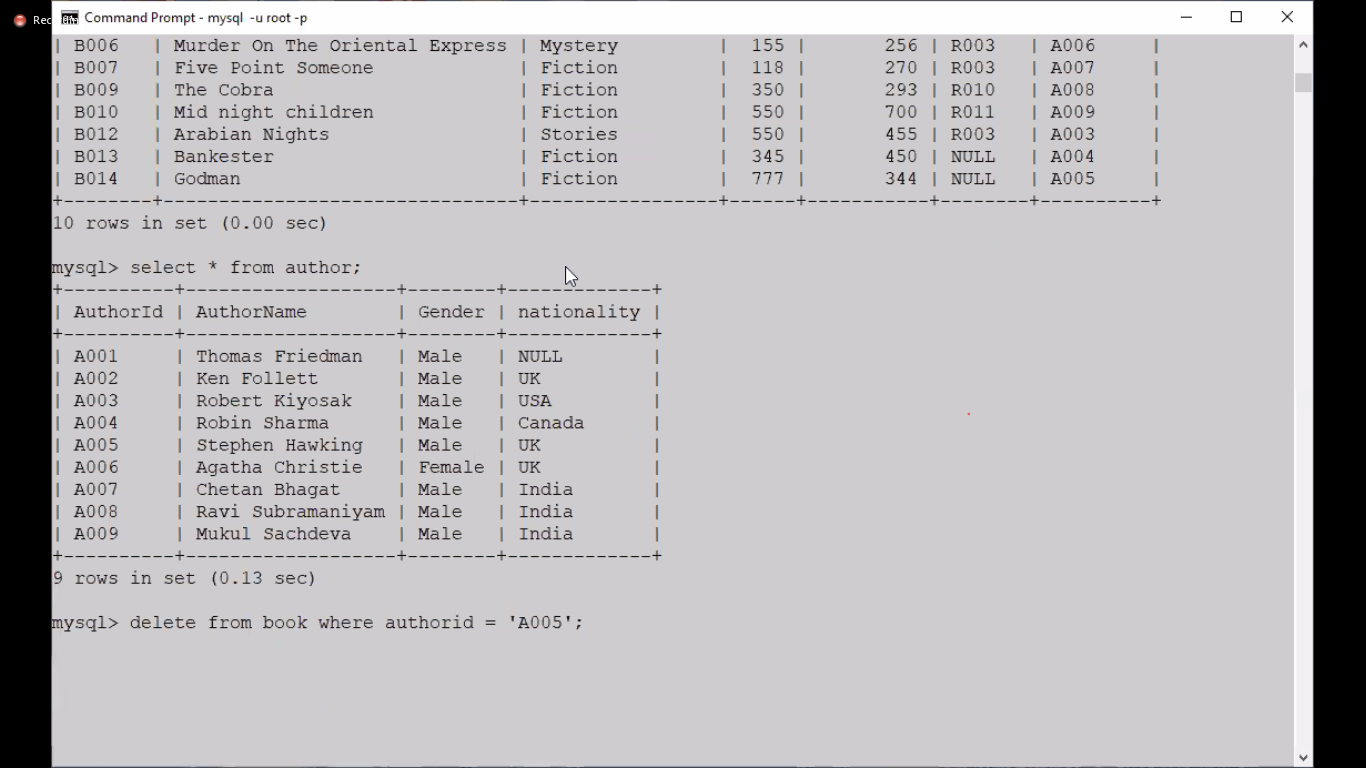 Rec
Command Prompt - mysql -u root -p
| B006 | Murder On The Oriental Express | Mystery | 155 | 256 | R003 | A006 |
| B007 | Five Point Someone | Fiction | 118 | 270 | R003 | A007 |
| B009 | The Cobra | Fiction | 350 | 293 | R010 | A008 |
| B010 | Mid night children | Fiction | 550 | 700 | R011 | A009 |
| B012 | Arabian Nights | Stories | 550 | 455 | R003 | A003 |
| B013 | Bankester | Fiction | 345 | 450 | NULL | A004 |
| B014 | Godman | Fiction | 777 | 344 | NULL | A005 |
+--------+--------------------------------+-----------------+------+-----------+--------+----------+
10 rows in set (0.00 sec)
mysql> select * from author;
+----------+-------------------+--------+-------------+
| AuthorId | AuthorName | Gender | nationality |
+----------+-------------------+--------+-------------+
| A001 | Thomas Friedman | Male | NULL |
| A002 | Ken Follett | Male | UK |
| A003 | Robert Kiyosak | Male | USA |
| A004 | Robin Sharma | Male | Canada |
| A005 | Stephen Hawking | Male | UK |
| A006 | Agatha Christie | Female | UK |
| A007 | Chetan Bhagat | Male | India |
| A008 | Ravi Subramaniyam | Male | India |
| A009 | Mukul Sachdeva | Male | India |
+----------+-------------------+--------+-------------+
9 rows in set (0.13 sec)
mysql> delete from book where authorid = 'A005';